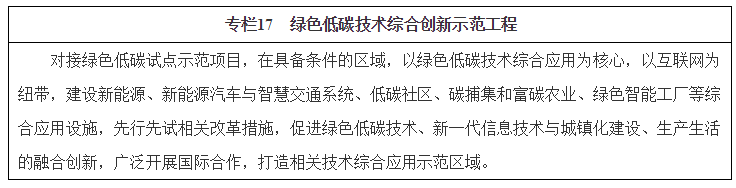 专栏17 绿色低碳技术综合创新示范工程
对接绿色低碳试点示范项目，在具备条件的区域，以绿色低碳技术综合应用为核心，以互联网为
纽带，建设新能源、新能源汽车与智慧交通系统、低碳社区、碳捕集和富碳农业、绿色智能工厂等综
合应用设施，先行先试相关改革措施，促进绿色低碳技术、新一代信息技术与城镇化建设、生产生活
的融合创新，广泛开展国际合作，打造相关技术综合应用示范区域。